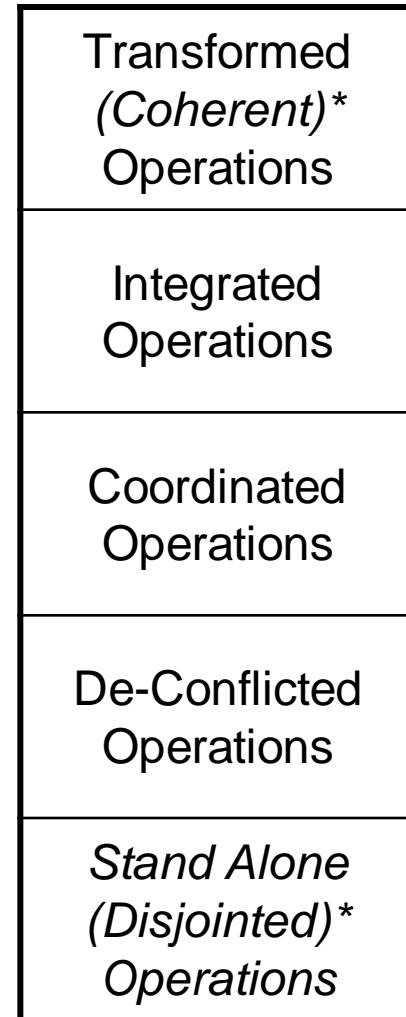 Transformed
(Coherent)*
Operations
Integrated
Operations
Coordinated
Operations
De-Conflicted
Operations
Stand Alone
(Disjointed)*
Operations